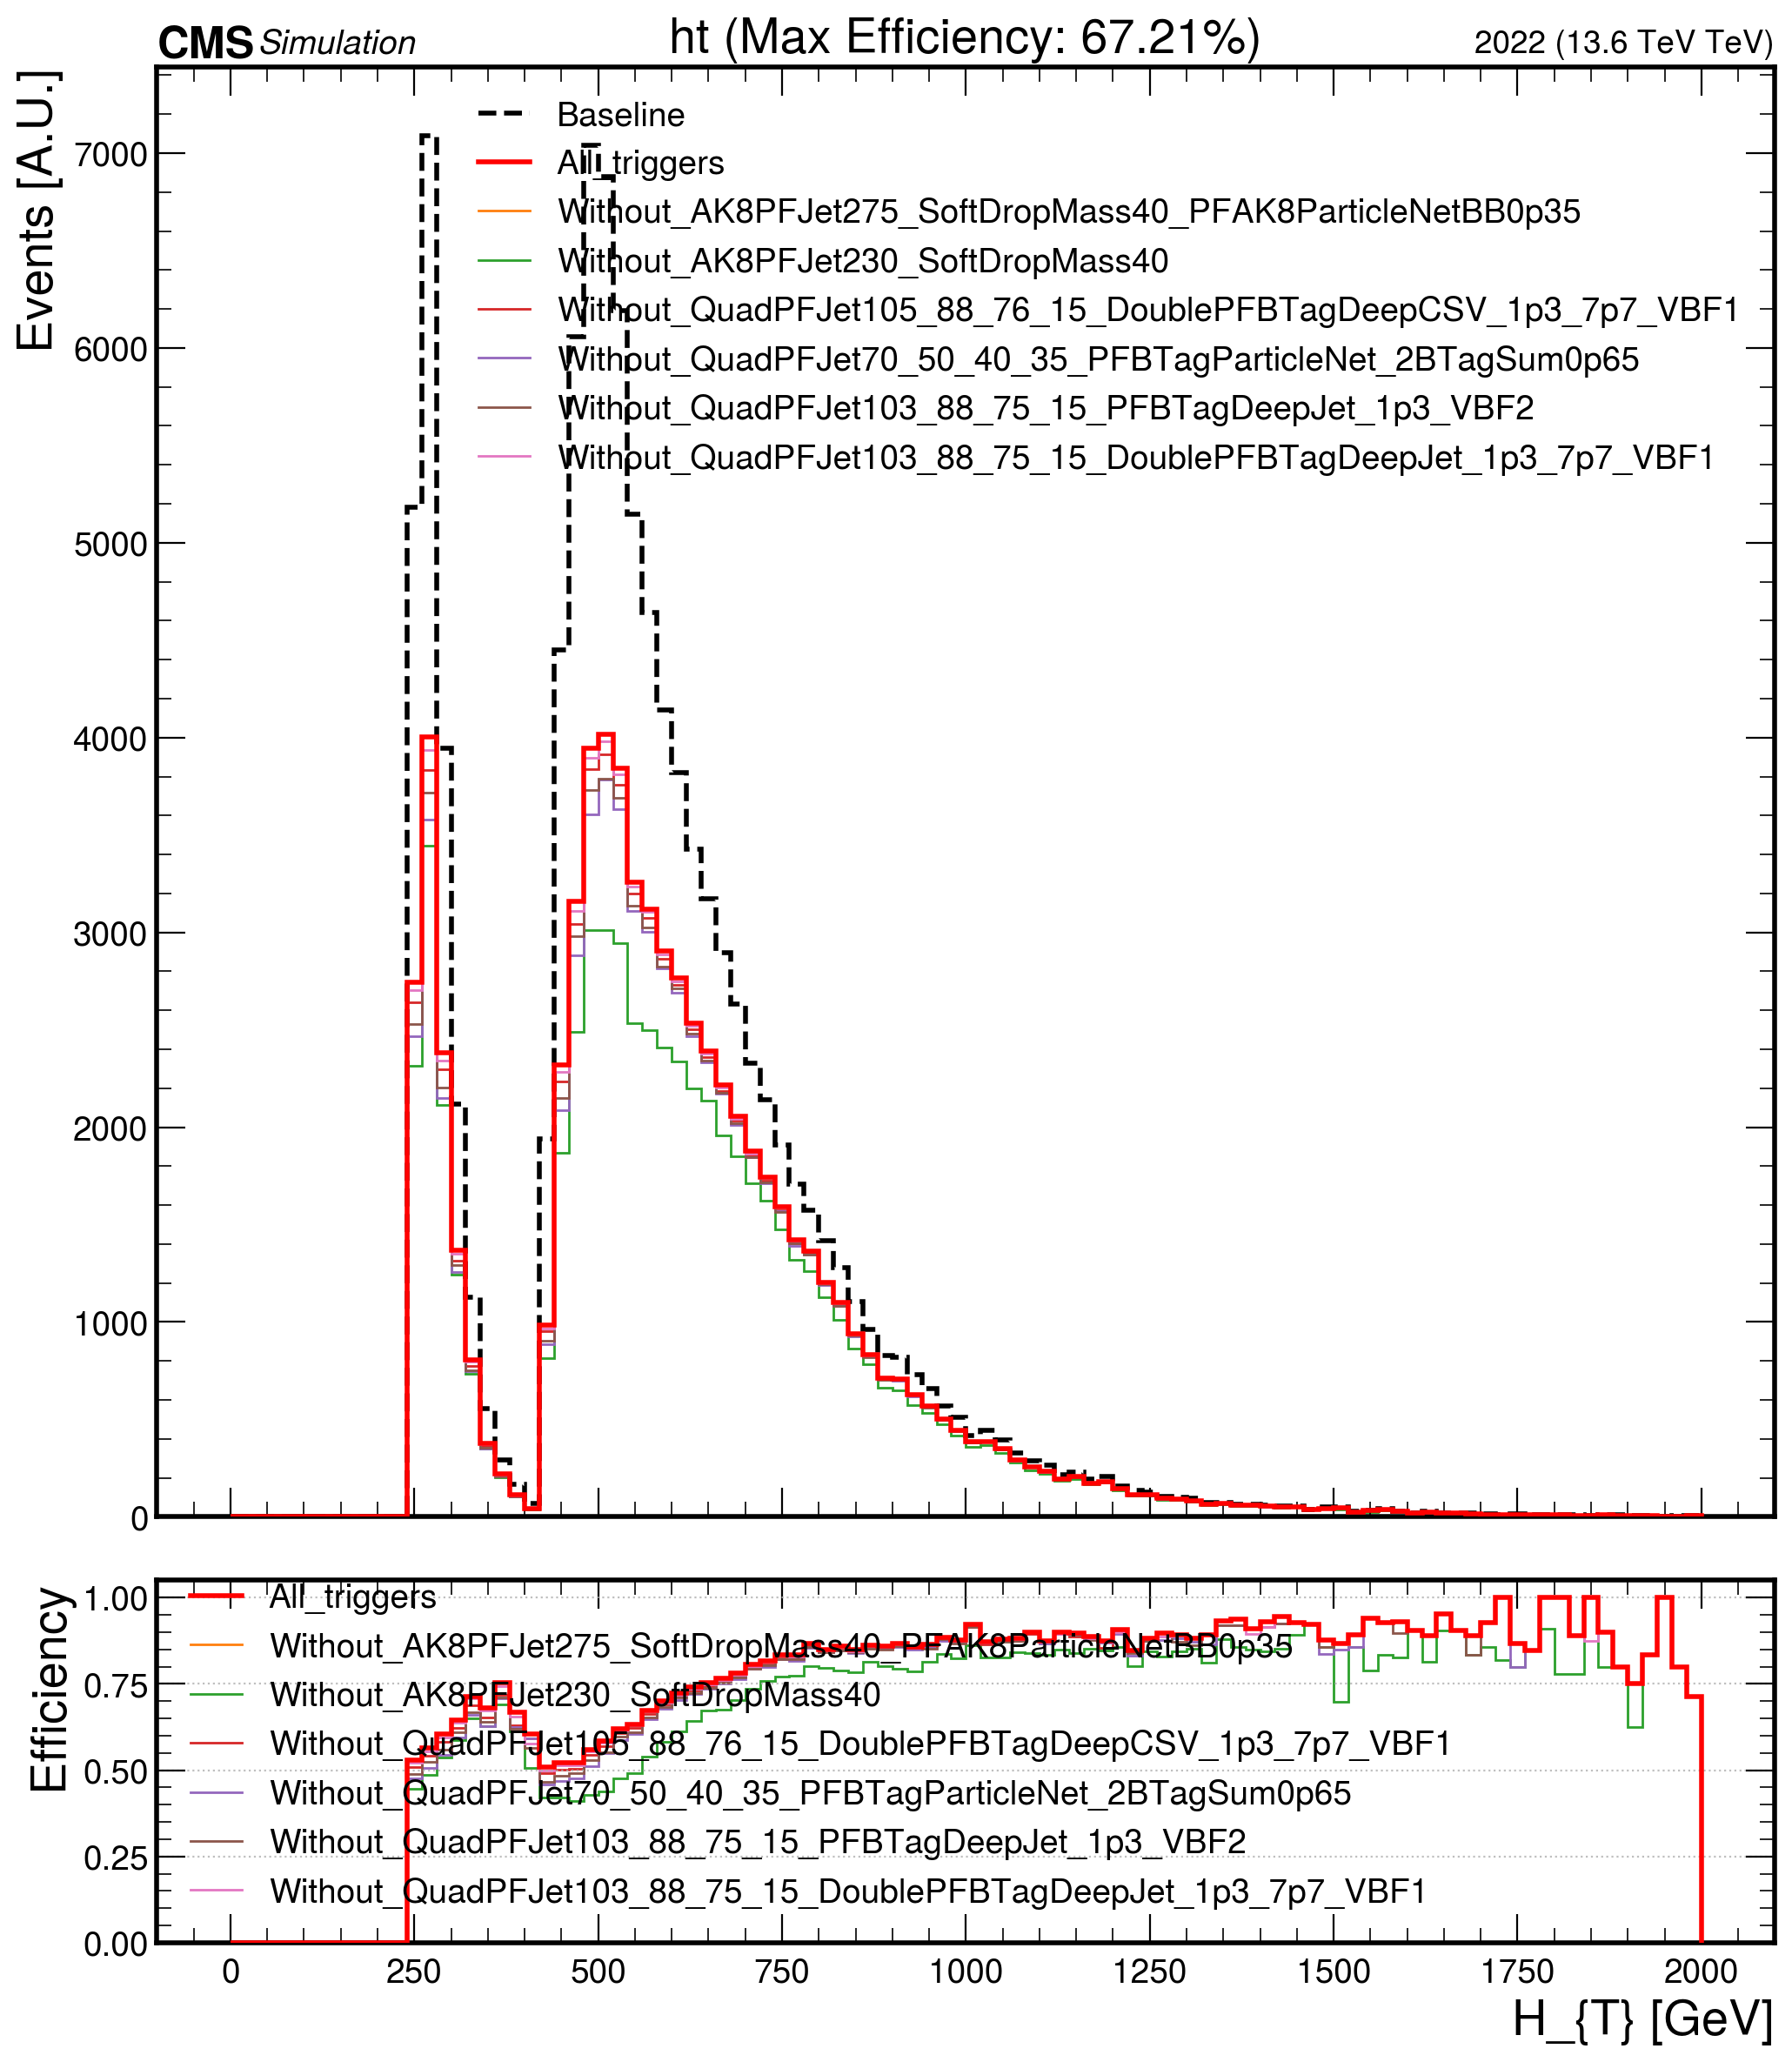 CMS Simulation ht (Max Efficiency: 67.21%) 2022 (13.6 TeV TeV)
Events [A.U.]
7000
6000
5000
4000
3000
2000
1000
0
Baseline
All_triggers
Without_AK8PFJet275_SoftDropMass40_PFAK8ParticleNetBB0p35
Without_AK8PFJet230_SoftDropMass40
Without_QuadPFJet105_88_76_15_DoublePFBTagDeepCSV_1p3_7p7_VBF1
Without_QuadPFJet70_50_40_35_PFBTagParticleNet_2BTagSum0p65
Without_QuadPFJet103_88_75_15_PFBTagDeepJet_1p3_VBF2
Without_QuadPFJet103_88_75_15_DoublePFBTagDeepJet_1p3_7p7_VBF1
Efficiency
1.00
0.75
0.50
0.25
0.00
All_triggers
Without_AK8PFJet275_SoftDropMass40_PFAK8ParticleNetBB0p35
Without_AK8PFJet230_SoftDropMass40
Without_QuadPFJet105_88_76_15_DoublePFBTagDeepCSV_1p3_7p7_VBF1
Without_QuadPFJet70_50_40_35_PFBTagParticleNet_2BTagSum0p65
Without_QuadPFJet103_88_75_15_PFBTagDeepJet_1p3_VBF2
Without_QuadPFJet103_88_75_15_DoublePFBTagDeepJet_1p3_7p7_VBF1
0 250 500 750 1000 1250 1500 1750 2000
H_{T} [GeV]